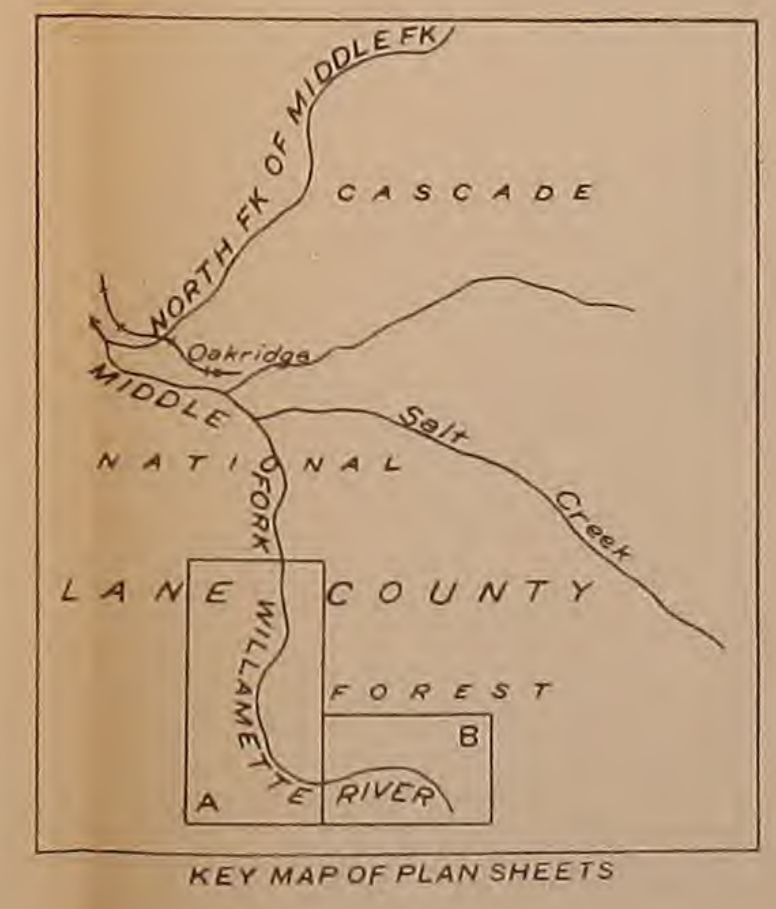 NORTH FK OF MIDDLE FK
CASCADE
Oakridge
MIDDLE FORK WILLAMETTE RIVER
Salt Creek
NATIONAL
LANE COUNTY
FOREST
B
A
KEY MAP OF PLAN SHEETS